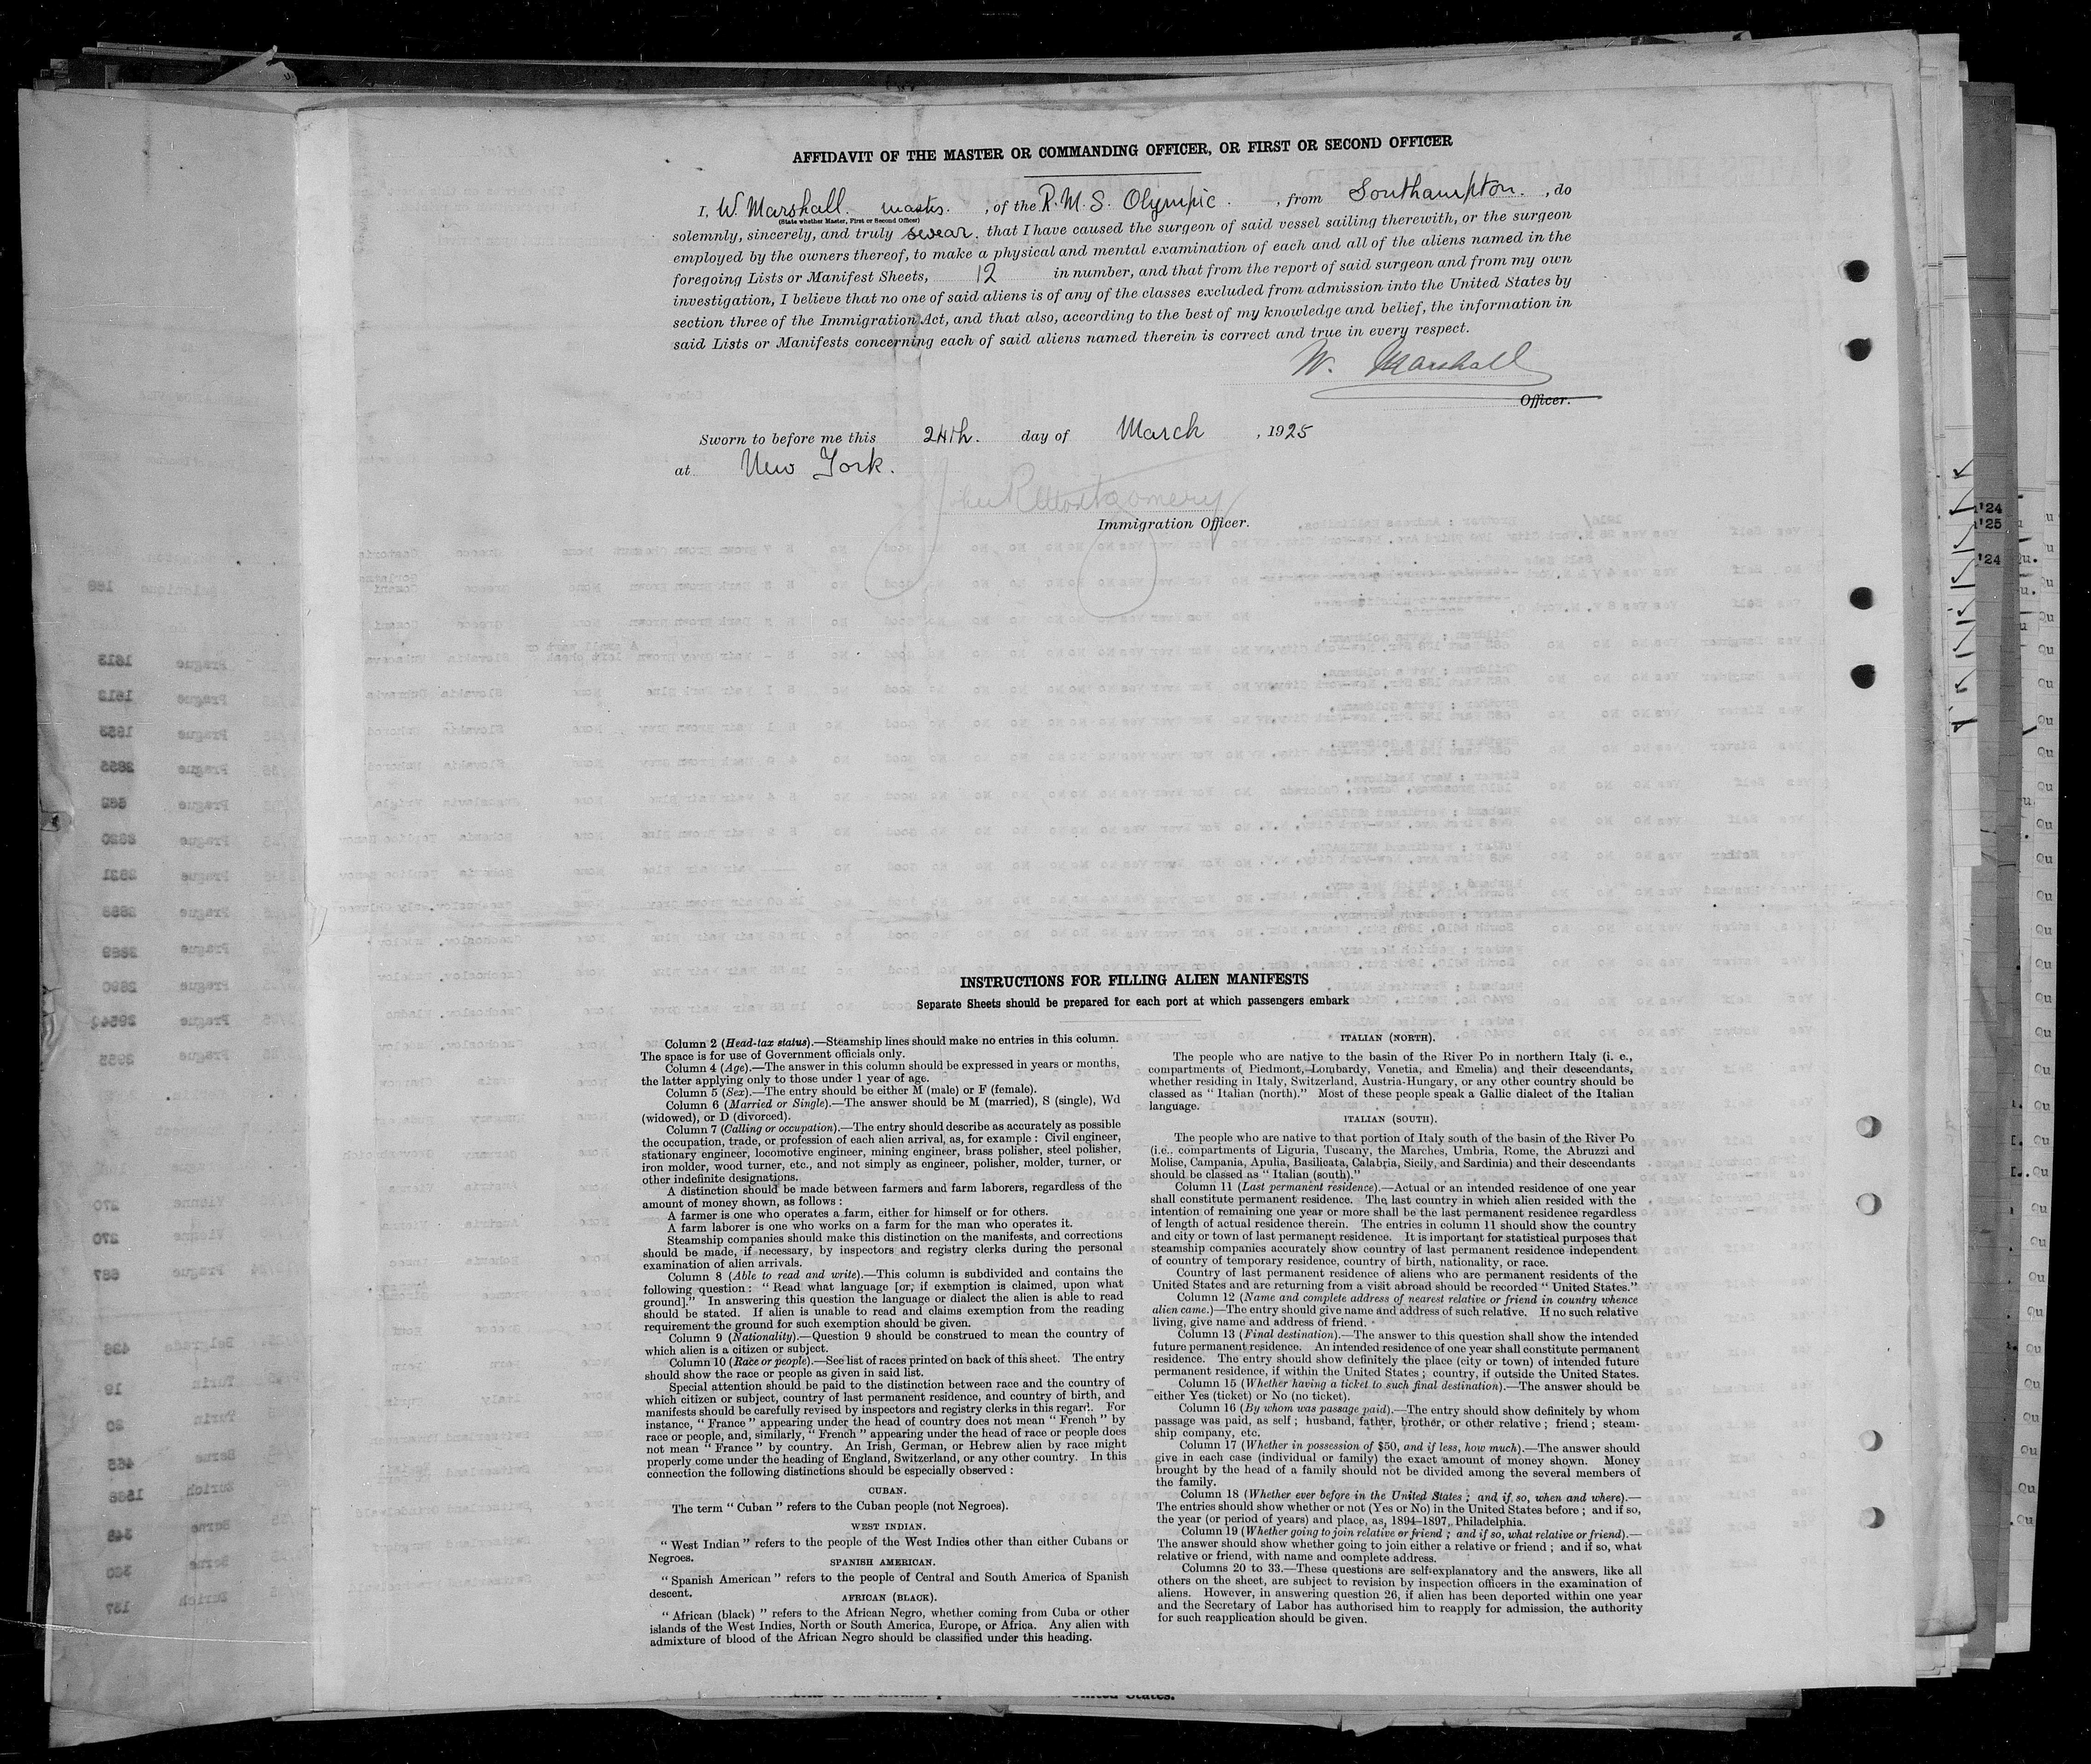 AFFIDAVIT OF THE MASTER OR COMMANDING OFFICER, OR FIRST OR SECOND OFFICER
I, W. Marshall. master. , of the R.M.S. Olympic. , from Southampton. , do
(State whether Master, First or Second Officer)
solemnly, sincerely, and truly swear. that I have caused the surgeon of said vessel sailing therewith, or the surgeon
employed by the owners thereof, to make a physical and mental examination of each and all of the aliens named in the
foregoing Lists or Manifest Sheets, 12 in number, and that from the report of said surgeon and from my own
investigation, I believe that no one of said aliens is of any of the classes excluded from admission into the United States by
section three of the Immigration Act, and that also, according to the best of my knowledge and belief, the information in
said Lists or Manifests concerning each of said aliens named therein is correct and true in every respect.
W. Marshall
Officer.
Sworn to before me this 24th. day of March , 1925
at New York.
John R Montgomery
Immigration Officer.
INSTRUCTIONS FOR FILLING ALIEN MANIFESTS
Separate Sheets should be prepared for each port at which passengers embark
Column 2 (Head-tax status).—Steamship lines should make no entries in this column.
The space is for use of Government officials only.
Column 4 (Age).—The answer in this column should be expressed in years or months,
the latter applying only to those under 1 year of age.
Column 5 (Sex).—The entry should be either M (male) or F (female).
Column 6 (Married or Single).—The answer should be M (married), S (single), Wd
(widowed), or D (divorced).
Column 7 (Calling or occupation).—The entry should describe as accurately as possible
the occupation, trade, or profession of each alien arrival, as, for example : Civil engineer,
stationary engineer, locomotive engineer, mining engineer, brass polisher, steel polisher,
iron molder, wood turner, etc., and not simply as engineer, polisher, molder, turner, or
other indefinite designations.
A distinction should be made between farmers and farm laborers, regardless of the
amount of money shown, as follows :
A farmer is one who operates a farm, either for himself or for others.
A farm laborer is one who works on a farm for the man who operates it.
Steamship companies should make this distinction on the manifests, and corrections
should be made, if necessary, by inspectors and registry clerks during the personal
examination of alien arrivals.
Column 8 (Able to read and write).—This column is subdivided and contains the
following question : " Read what language [or, if exemption is claimed, upon what
ground]." In answering this question the language or dialect the alien is able to read
should be stated. If alien is unable to read and claims exemption from the reading
requirement the ground for such exemption should be given.
Column 9 (Nationality).—Question 9 should be construed to mean the country of
which alien is a citizen or subject.
Column 10 (Race or people).—See list of races printed on back of this sheet. The entry
should show the race or people as given in said list.
Special attention should be paid to the distinction between race and the country of
which citizen or subject, country of last permanent residence, and country of birth, and
manifests should be carefully revised by inspectors and registry clerks in this regard. For
instance, " France " appearing under the head of country does not mean " French " by
race or people, and, similarly, " French " appearing under the head of race or people does
not mean " France " by country. An Irish, German, or Hebrew alien by race might
properly come under the heading of England, Switzerland, or any other country. In this
connection the following distinctions should be especially observed :
CUBAN.
The term " Cuban " refers to the Cuban people (not Negroes).
WEST INDIAN.
" West Indian " refers to the people of the West Indies other than either Cubans or
Negroes.
SPANISH AMERICAN.
" Spanish American " refers to the people of Central and South America of Spanish
descent.
AFRICAN (BLACK).
" African (black) " refers to the African Negro, whether coming from Cuba or other
islands of the West Indies, North or South America, Europe, or Africa. Any alien with
admixture of blood of the African Negro should be classified under this heading.
ITALIAN (NORTH).
The people who are native to the basin of the River Po in northern Italy (i. e.,
compartments of Piedmont, Lombardy, Venetia, and Emelia) and their descendants,
whether residing in Italy, Switzerland, Austria-Hungary, or any other country should be
classed as " Italian (north)." Most of these people speak a Gallic dialect of the Italian
language.
ITALIAN (SOUTH).
The people who are native to that portion of Italy south of the basin of the River Po
(i.e., compartments of Liguria, Tuscany, the Marches, Umbria, Rome, the Abruzzi and
Molise, Campania, Apulia, Basilicata, Calabria, Sicily, and Sardinia) and their descendants
should be classed as " Italian (south)."
Column 11 (Last permanent residence).—Actual or an intended residence of one year
shall constitute permanent residence. The last country in which alien resided with the
intention of remaining one year or more shall be the last permanent residence regardless
of length of actual residence therein. The entries in column 11 should show the country
and city or town of last permanent residence. It is important for statistical purposes that
steamship companies accurately show country of last permanent residence independent
of country of temporary residence, country of birth, nationality, or race.
Country of last permanent residence of aliens who are permanent residents of the
United States and are returning from a visit abroad should be recorded " United States."
Column 12 (Name and complete address of nearest relative or friend in country whence
alien came.)—The entry should give name and address of such relative. If no such relative
living, give name and address of friend.
Column 13 (Final destination).—The answer to this question shall show the intended
future permanent residence. An intended residence of one year shall constitute permanent
residence. The entry should show definitely the place (city or town) of intended future
permanent residence, if within the United States ; country, if outside the United States.
Column 15 (Whether having a ticket to such final destination).—The answer should be
either Yes (ticket) or No (no ticket).
Column 16 (By whom was passage paid).—The entry should show definitely by whom
passage was paid, as self ; husband, father, brother, or other relative ; friend ; steam-
ship company, etc.
Column 17 (Whether in possession of $50, and if less, how much).—The answer should
give in each case (individual or family) the exact amount of money shown. Money
brought by the head of a family should not be divided among the several members of
the family.
Column 18 (Whether ever before in the United States ; and if so, when and where).—
The entries should show whether or not (Yes or No) in the United States before ; and if so,
the year (or period of years) and place, as, 1894–1897, Philadelphia.
Column 19 (Whether going to join relative or friend ; and if so, what relative or friend).—
The answer should show whether going to join either a relative or friend ; and if so, what
relative or friend, with name and complete address.
Columns 20 to 33.—These questions are self-explanatory and the answers, like all
others on the sheet, are subject to revision by inspection officers in the examination of
aliens. However, in answering question 26, if alien has been deported within one year
and the Secretary of Labor has authorised him to reapply for admission, the authority
for such reapplication should be given.